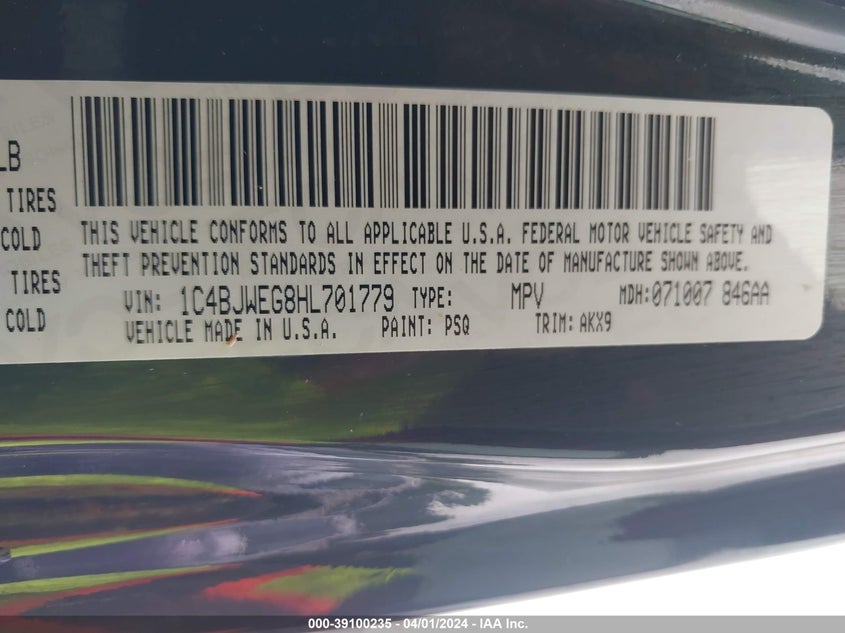 LB
TIRES
COLD
TIRES
COLD
THIS VEHICLE CONFORMS TO ALL APPLICABLE U.S.A. FEDERAL MOTOR VEHICLE SAFETY AND
THEFT PREVENTION STANDARDS IN EFFECT ON THE DATE OF MANUFACTURE SHOWN ABOVE.
VIN: 1C4BJWEG8HL701779 TYPE: MPV MDH:071007 846AA
VEHICLE MADE IN U.S.A. PAINT: PSQ TRIM: AKX9
000-39100235 - 04/01/2024 - IAA Inc.